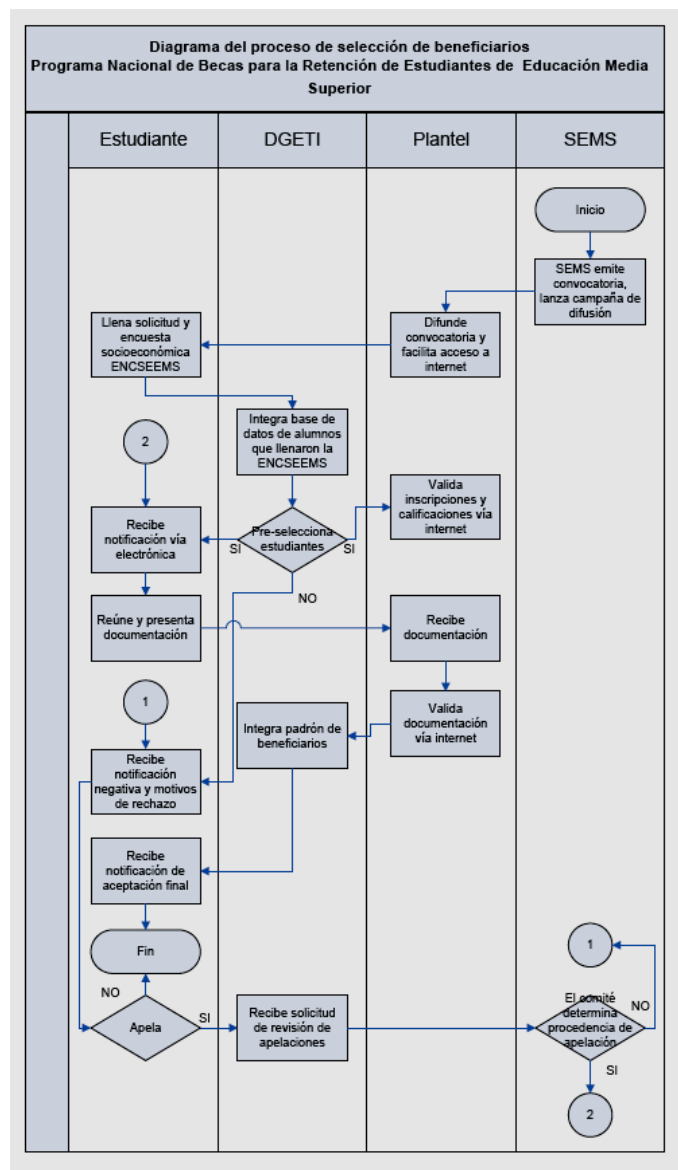 Diagrama del proceso de selección de beneficiarios
Programa Nacional de Becas para la Retención de Estudiantes de Educación Media
Superior
Estudiante
DGETI
Plantel
SEMS
Inicio
SEMS emite
convocatoria,
lanza campaña de
difusión
Difunde
convocatoria y
facilita acceso a
internet
Llena solicitud y
encuesta
socioeconómica
ENCSEEMS
Integra base de
datos de alumnos
que llenaron la
ENCSEEMS
2
Valida
inscripciones y
calificaciones vía
internet
Pre-selecciona
estudiantes
SI
SI
NO
Recibe
notificación vía
electrónica
Reúne y presenta
documentación
Recibe
documentación
1
Valida
documentación
vía internet
Integra padrón de
beneficiarios
Recibe
notificación
negativa y motivos
de rechazo
Recibe
notificación de
aceptación final
Fin
NO
Apela
SI
Recibe solicitud
de revisión de
apelaciones
1
El comité
determina
procedencia de
apelación
NO
SI
2